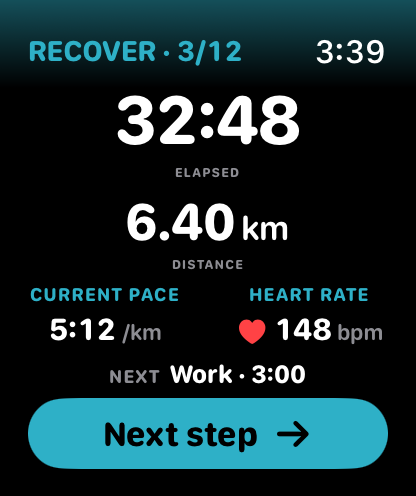 RECOVER · 3/12 3:39
32:48
ELAPSED
6.40 km
DISTANCE
CURRENT PACE HEART RATE
5:12 /km 148 bpm
NEXT Work · 3:00
Next step →